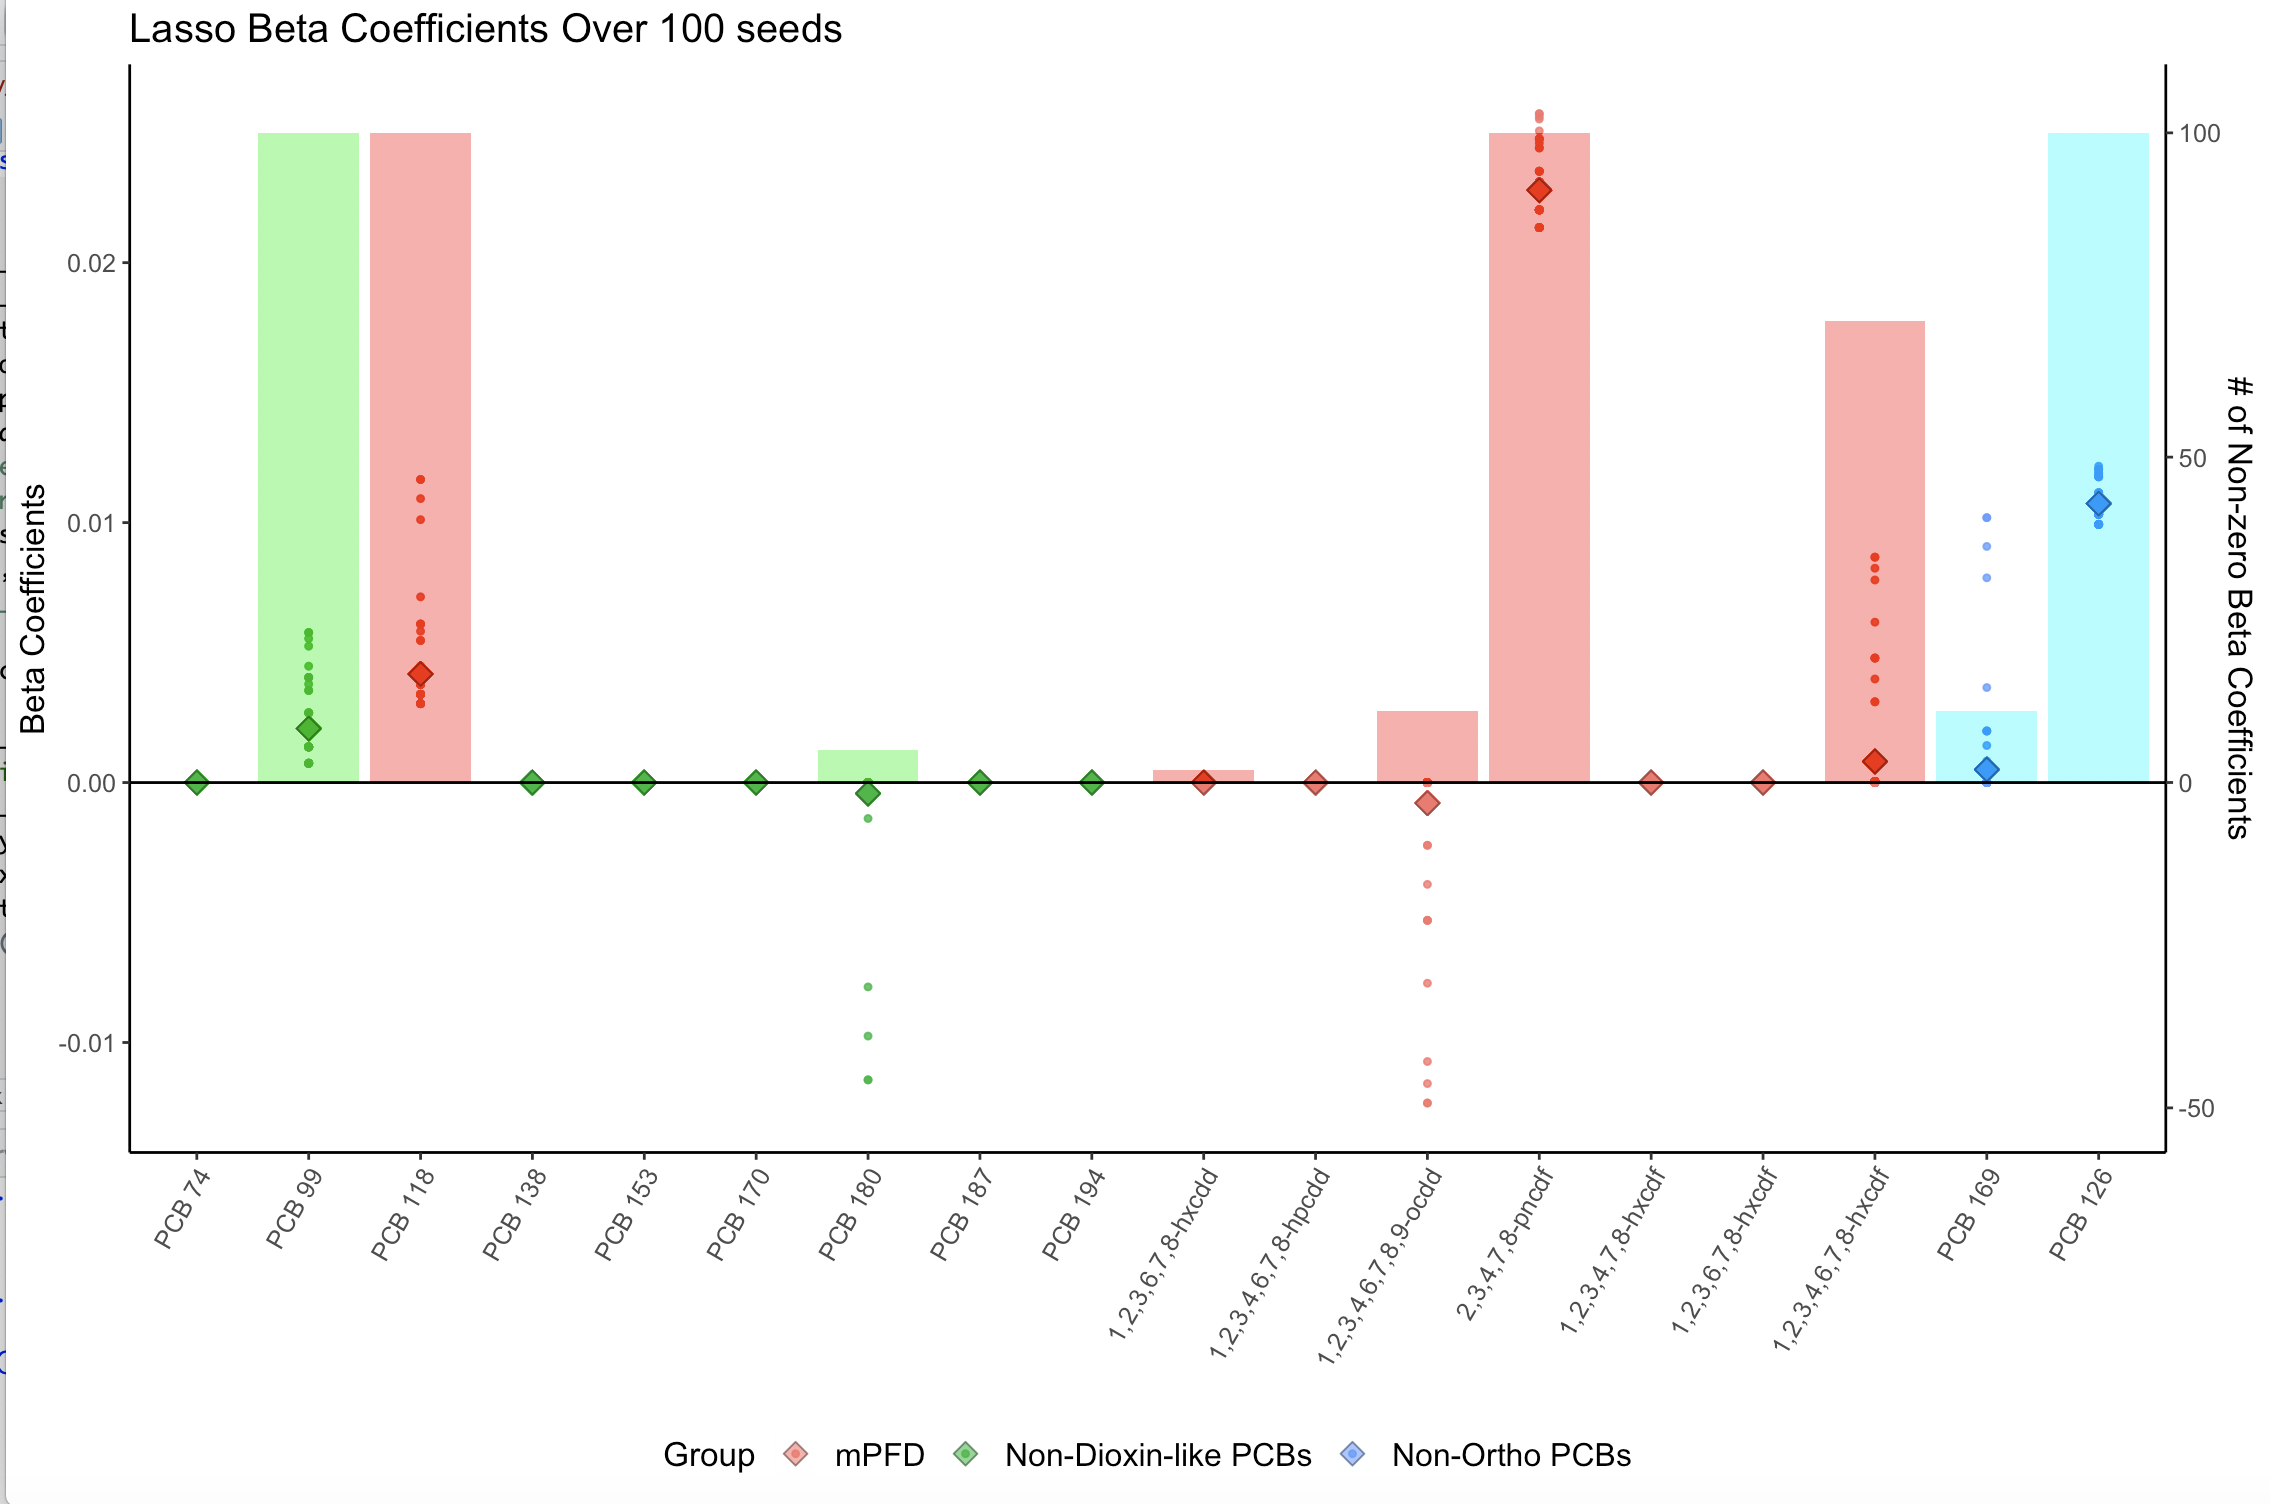 Lasso Beta Coefficients Over 100 seeds
Beta Coefficients
0.02
0.01
0.00
-0.01
100
50
0
-50
# of Non-zero Beta Coefficients
PCB 74
PCB 99
PCB 118
PCB 138
PCB 153
PCB 170
PCB 180
PCB 187
PCB 194
1,2,3,6,7,8-hxcdd
1,2,3,4,6,7,8-hpcdd
1,2,3,4,6,7,8,9-ocdd
2,3,4,7,8-pncdf
1,2,3,4,7,8-hxcdf
1,2,3,6,7,8-hxcdf
1,2,3,4,6,7,8-hxcdf
PCB 169
PCB 126
Group mPFD Non-Dioxin-like PCBs Non-Ortho PCBs